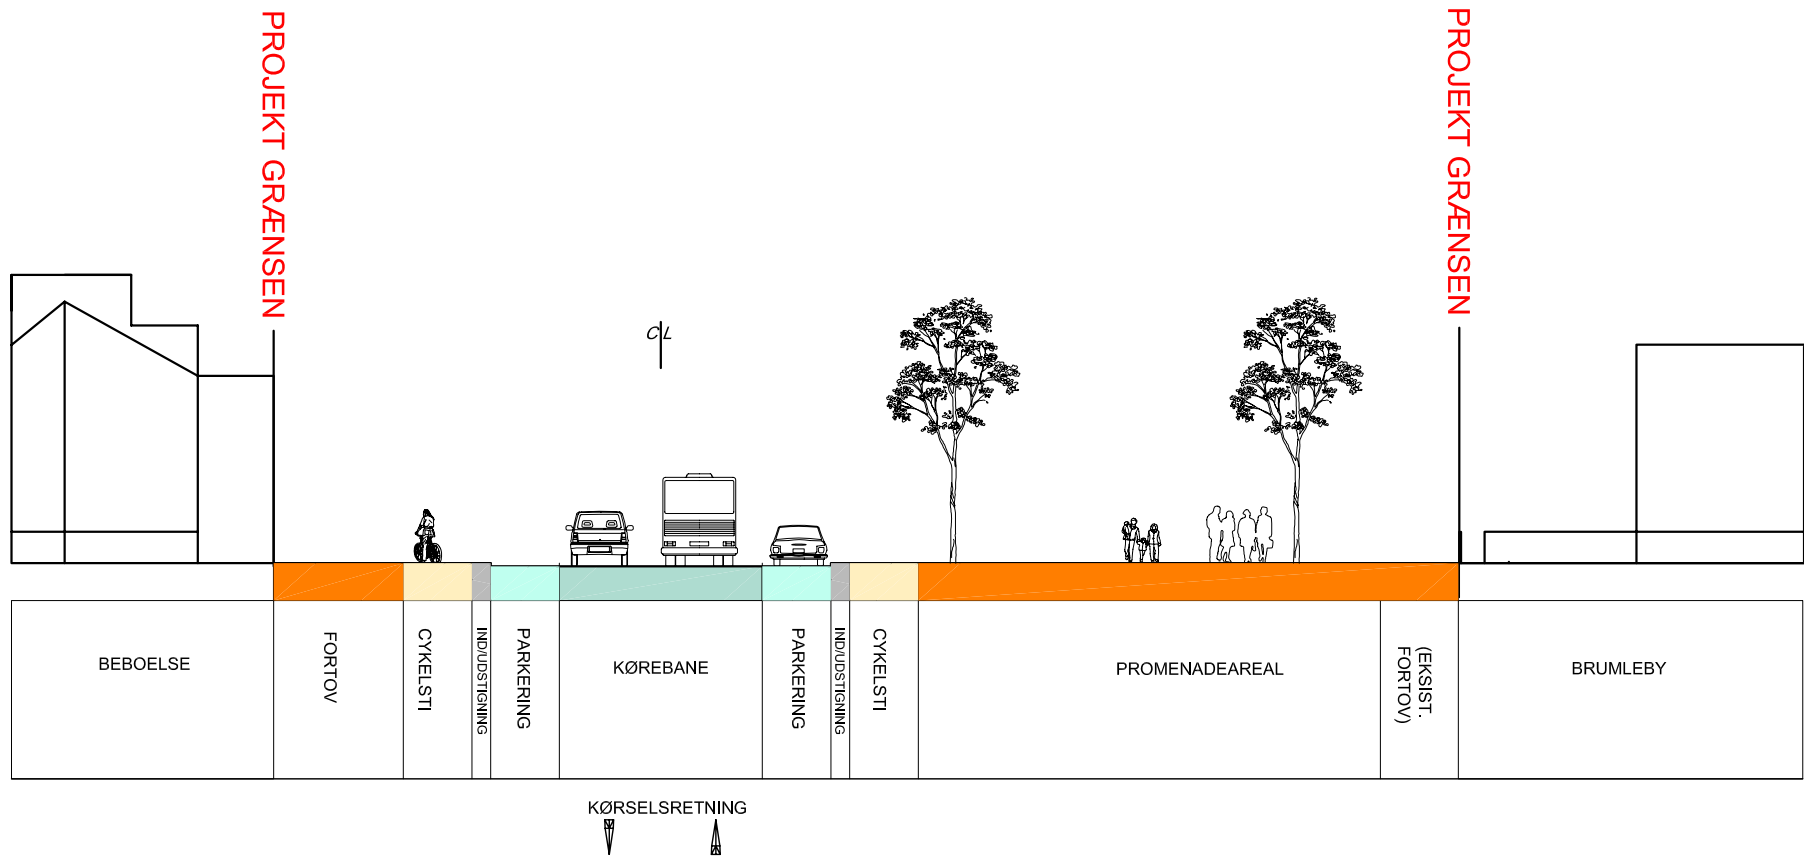 PROJEKT GRÆNSEN
PROJEKT GRÆNSEN
C L
BEBOELSE
FORTOV
CYKELSTI
IND/UDSTIGNING
PARKERING
KØREBANE
PARKERING
IND/UDSTIGNING
CYKELSTI
PROMENADEAREAL
(EKSIST.
FORTOV)
BRUMLEBY
KØRSELSRETNING